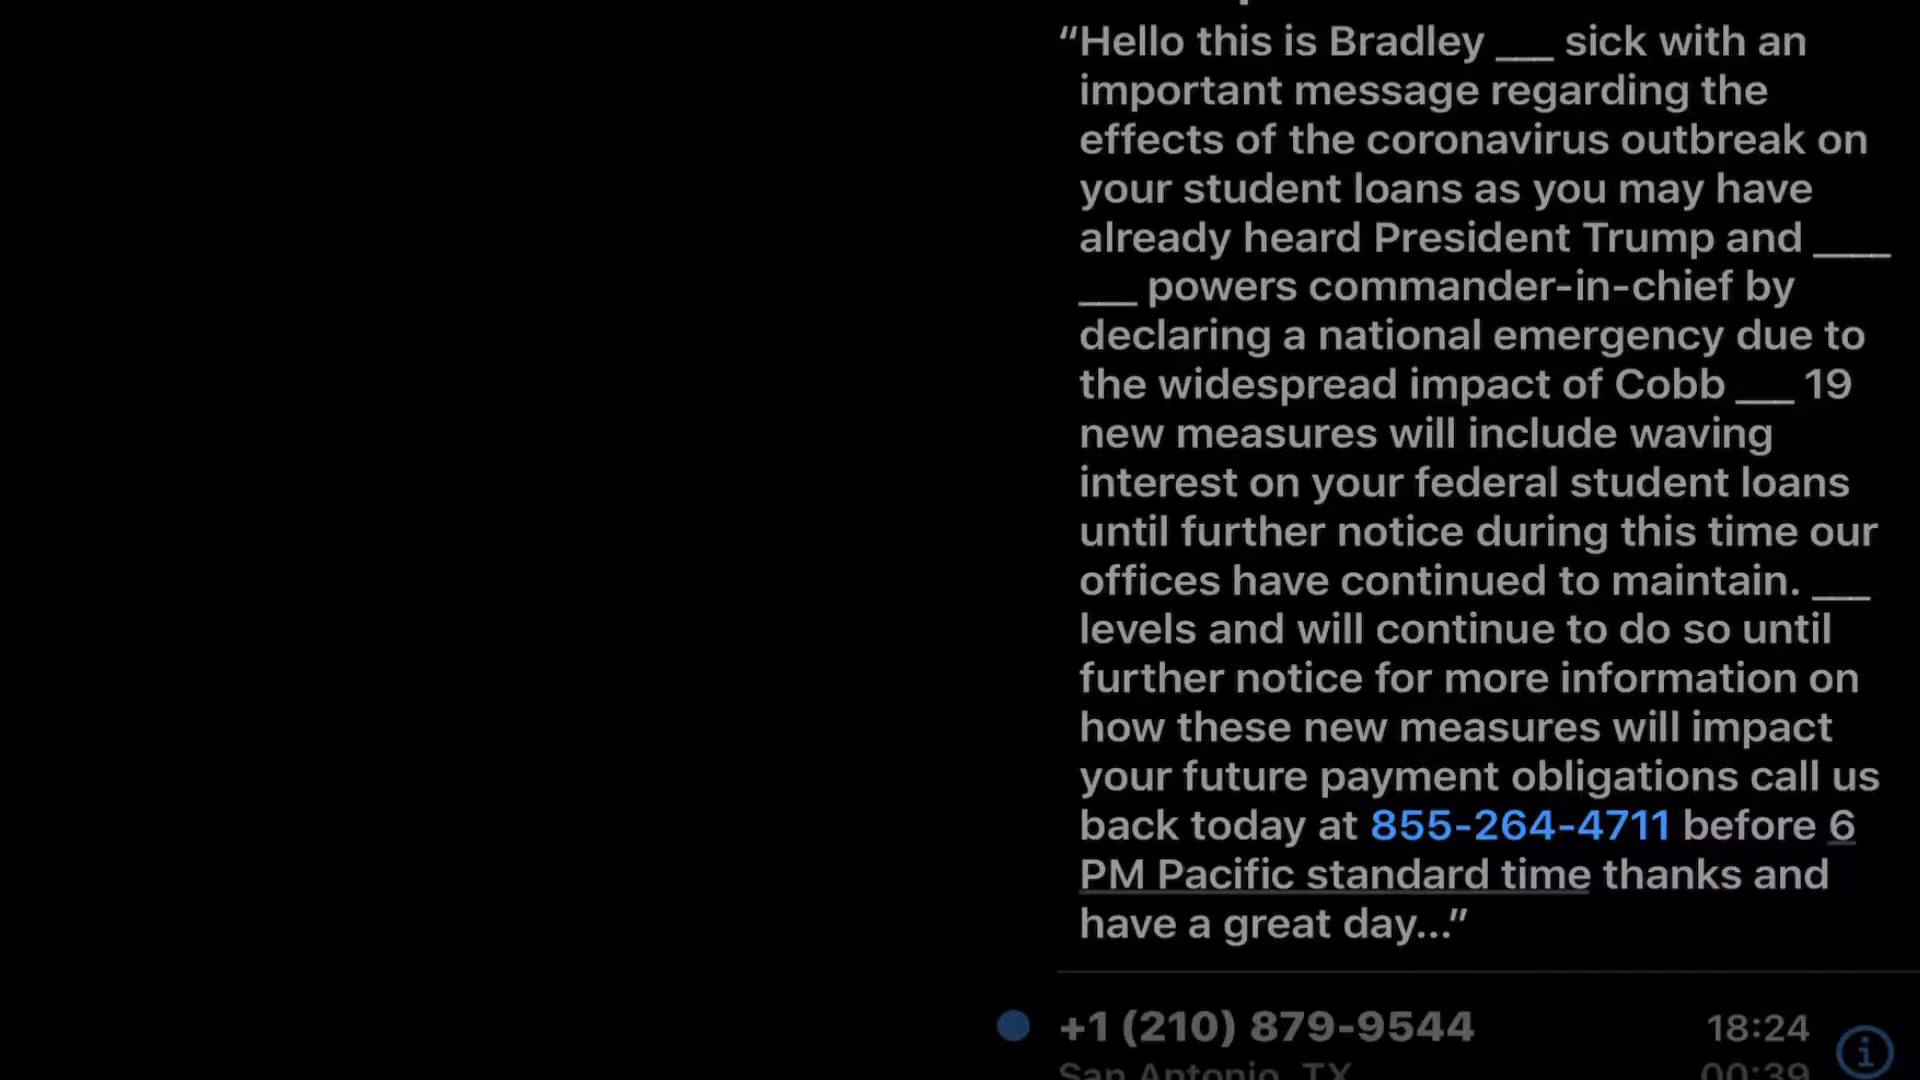 “Hello this is Bradley ___ sick with an
important message regarding the
effects of the coronavirus outbreak on
your student loans as you may have
already heard President Trump and ____
___ powers commander-in-chief by
declaring a national emergency due to
the widespread impact of Cobb ___ 19
new measures will include waving
interest on your federal student loans
until further notice during this time our
offices have continued to maintain. ___
levels and will continue to do so until
further notice for more information on
how these new measures will impact
your future payment obligations call us
back today at 855-264-4711 before 6
PM Pacific standard time thanks and
have a great day...”
+1 (210) 879-9544 18:24
San Antonio, TX 00:39